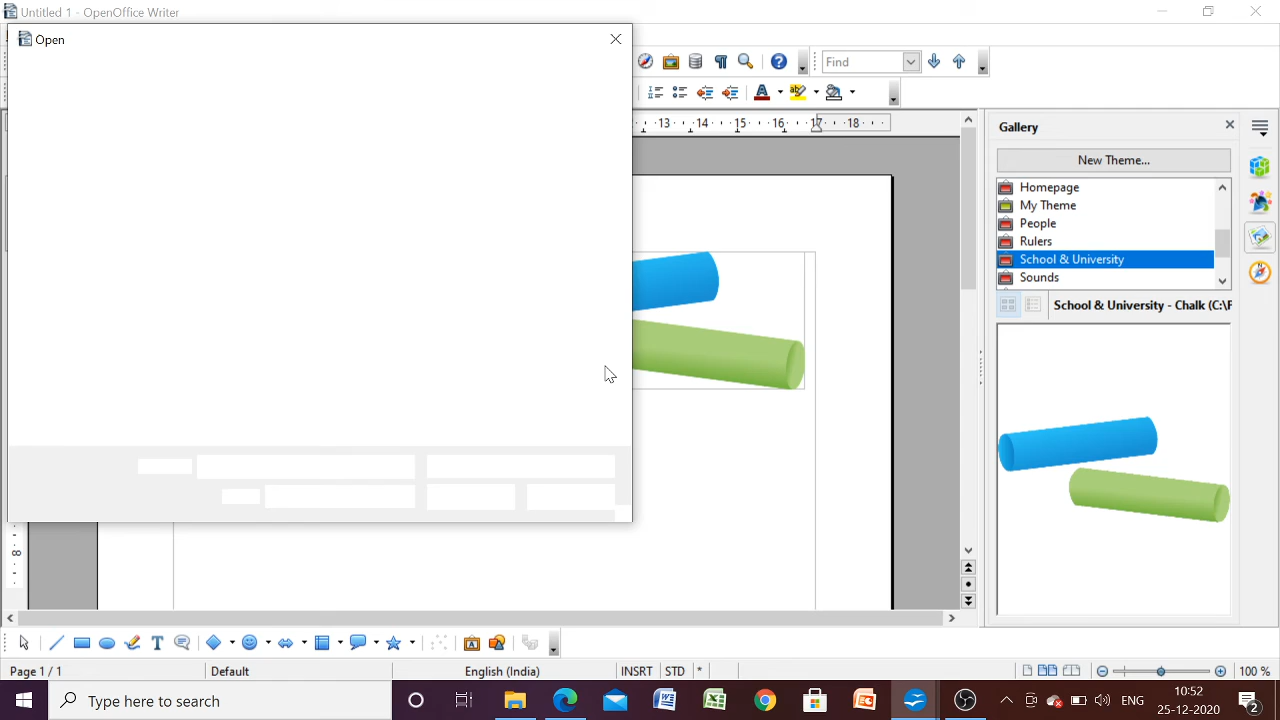 Untitled 1 - OpenOffice Writer
Open
Find
13 14 15 16 17 18
Gallery
New Theme...
Homepage
My Theme
People
Rulers
School & University
Sounds
School & University - Chalk (C:\F
8
Page 1 / 1
Default
English (India)
INSRT
STD
*
100 %
Type here to search
ENG
10:52
25-12-2020
2